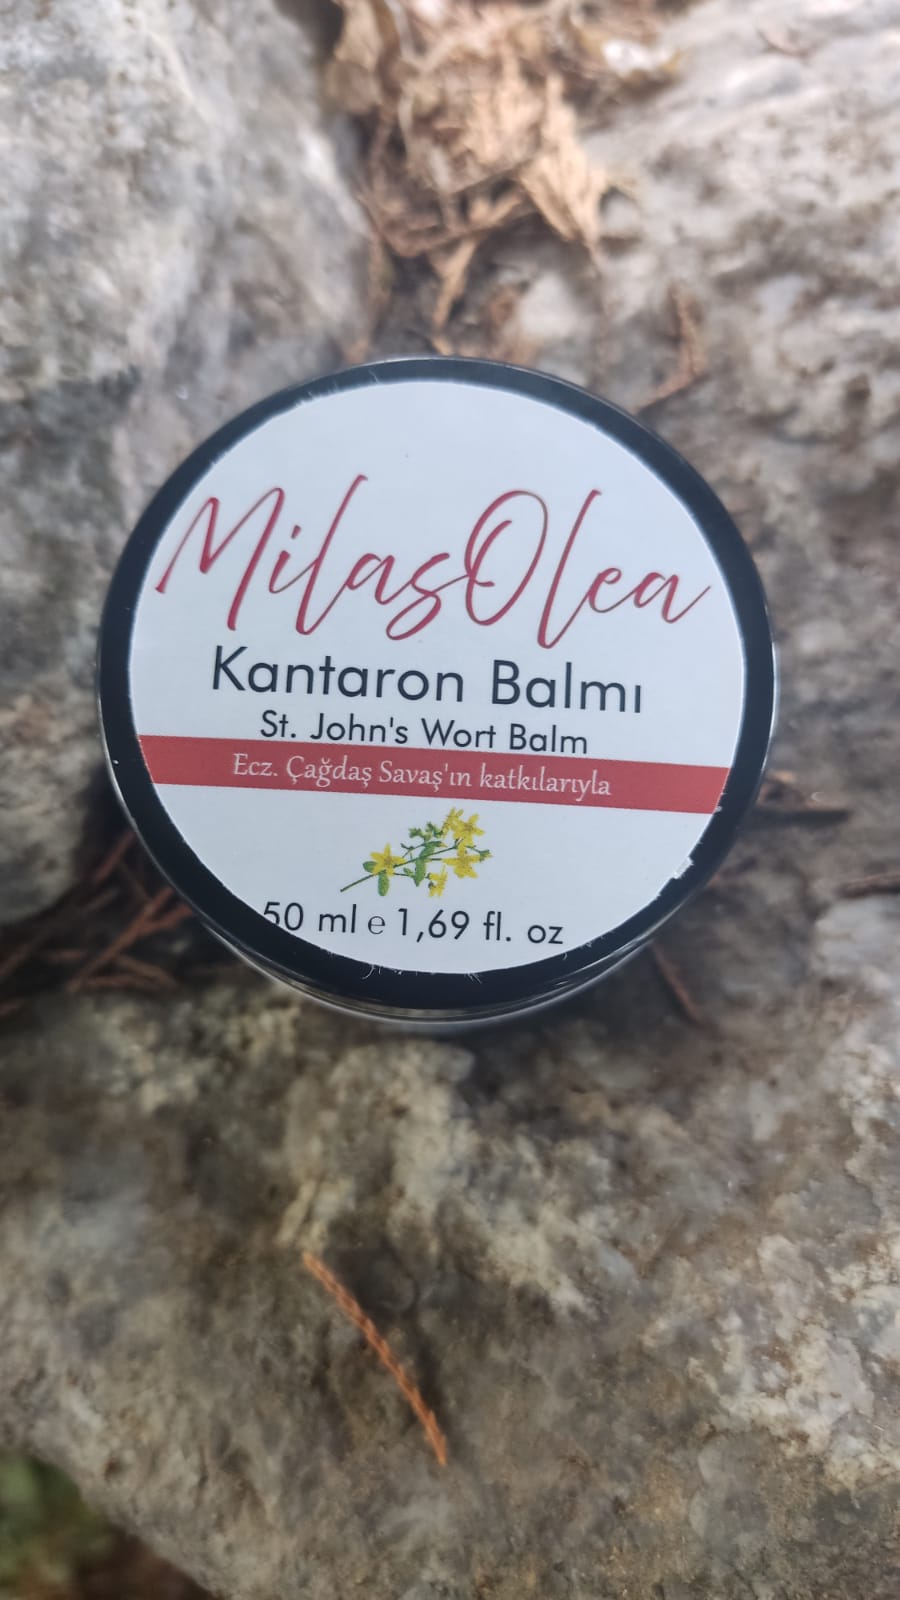 MilasOlea
Kantaron Balmı
St. John's Wort Balm
Ecz. Çağdaş Savaş'ın katkılarıyla
50 ml e 1,69 fl. oz